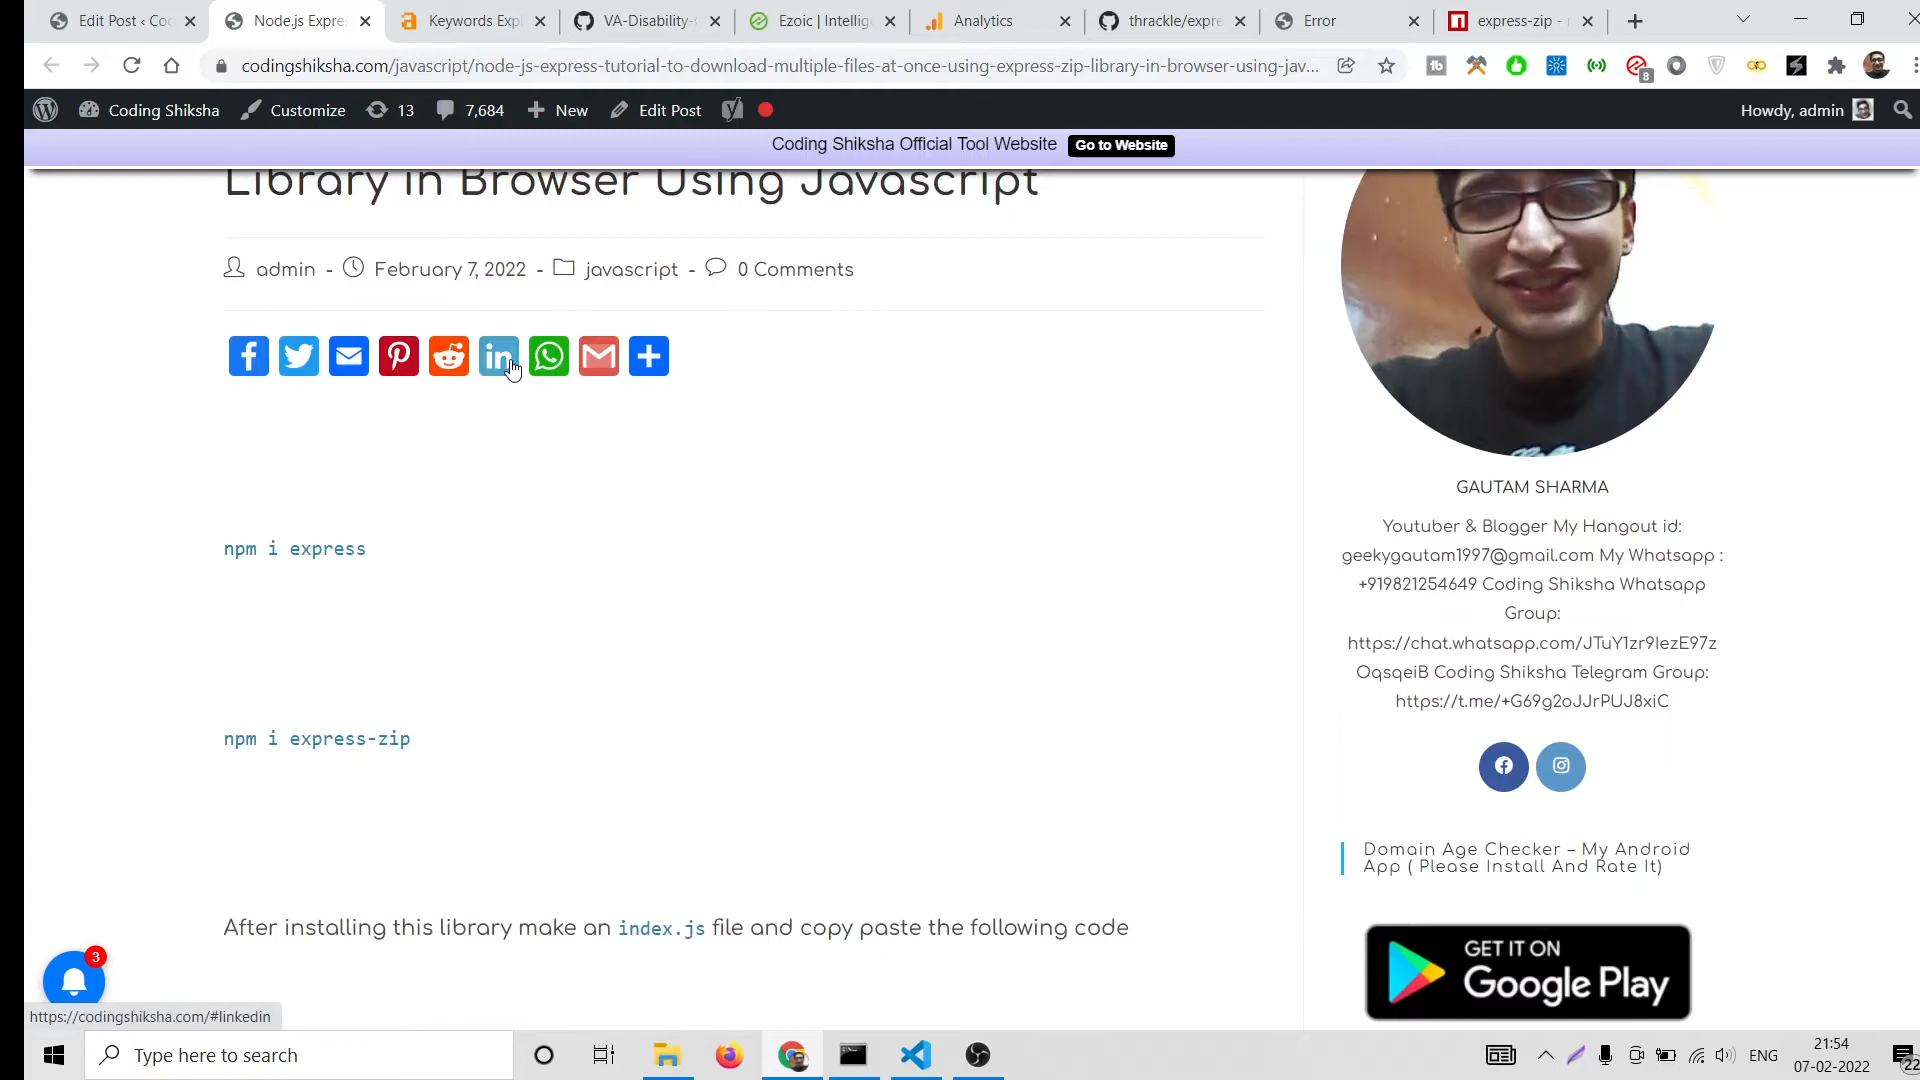 Edit Post ‹ Coc
Node.js Expres
Keywords Expl
VA-Disability-
Ezoic | Intellig
Analytics
thrackle/expre
Error
express-zip -
codingshiksha.com/javascript/node-js-express-tutorial-to-download-multiple-files-at-once-using-express-zip-library-in-browser-using-jav...
8
Coding Shiksha
Customize
13
7,684
New
Edit Post
Howdy, admin
Coding Shiksha Official Tool Website
Go to Website
Library in Browser Using Javascript
admin - February 7, 2022 - javascript - 0 Comments
npm i express
npm i express-zip
After installing this library make an index.js file and copy paste the following code
GAUTAM SHARMA
Youtuber & Blogger My Hangout id:
geekygautam1997@gmail.com My Whatsapp :
+919821254649 Coding Shiksha Whatsapp
Group:
https://chat.whatsapp.com/JTuY1zr9IezE97z
OqsqeiB Coding Shiksha Telegram Group:
https://t.me/+G69g2oJJrPUJ8xiC
Domain Age Checker – My Android
App ( Please Install And Rate It)
GET IT ON
Google Play
3
https://codingshiksha.com/#linkedin
Type here to search
ENG
21:54
07-02-2022
22